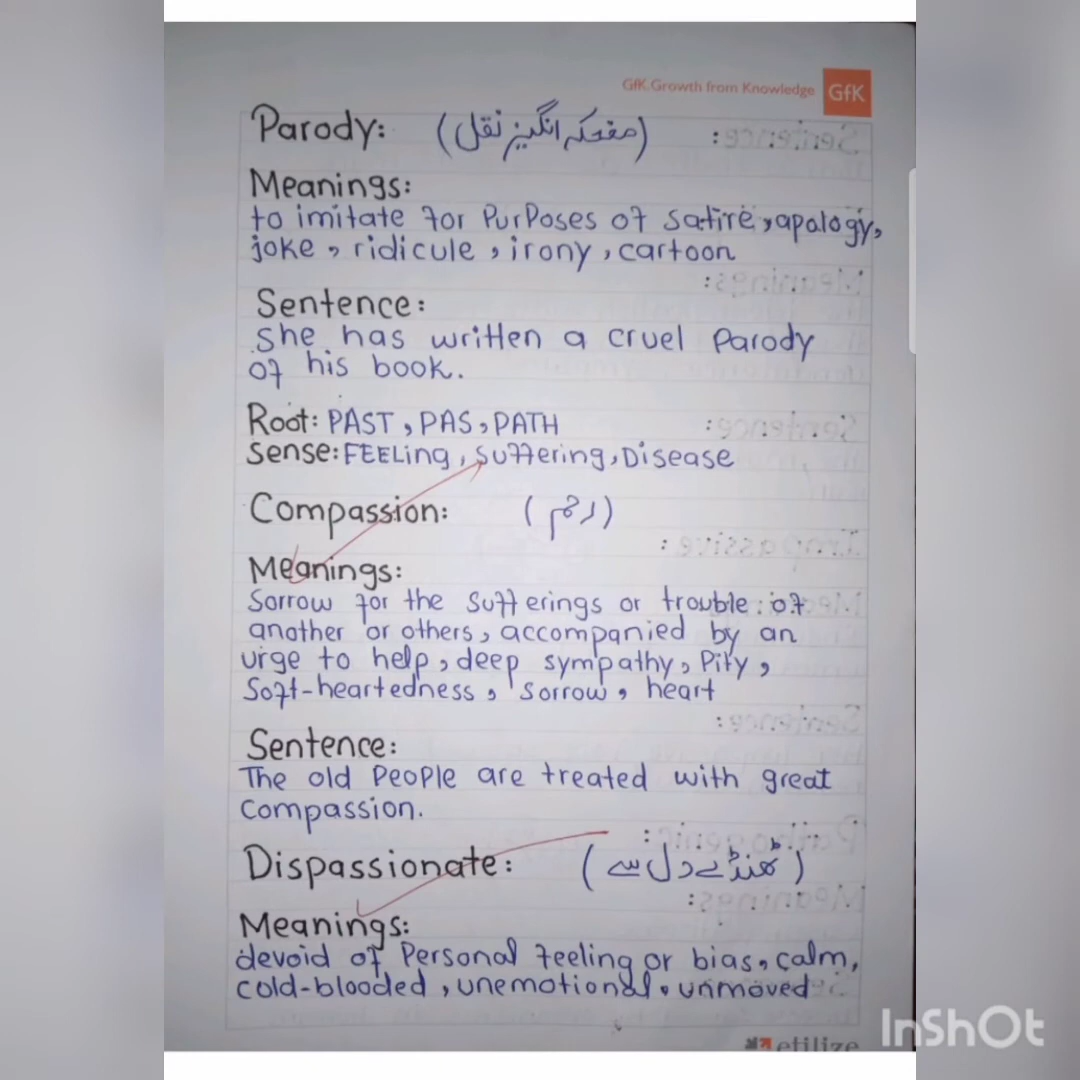 GfK. Growth from Knowledge GfK
Parody: (مضحکہ انگیز نقل)
Meanings:
to imitate for Purposes of satire, apology,
joke, ridicule, irony, cartoon
Sentence:
She has written a cruel Parody
of his book.
Root: PAST, PAS, PATH
Sense: FEELing, Suffering, Disease
Compassion: (رحم)
Meanings:
Sorrow for the sufferings or trouble of
another or others, accompanied by an
urge to help, deep sympathy, Pity,
Soft-heartedness, sorrow, heart
Sentence:
The old People are treated with great
compassion.
Dispassionate: (ٹھنڈے دل سے)
Meanings:
devoid of Personal feeling or bias, calm,
cold-blooded, unemotional, unmoved
etilize
InShOt